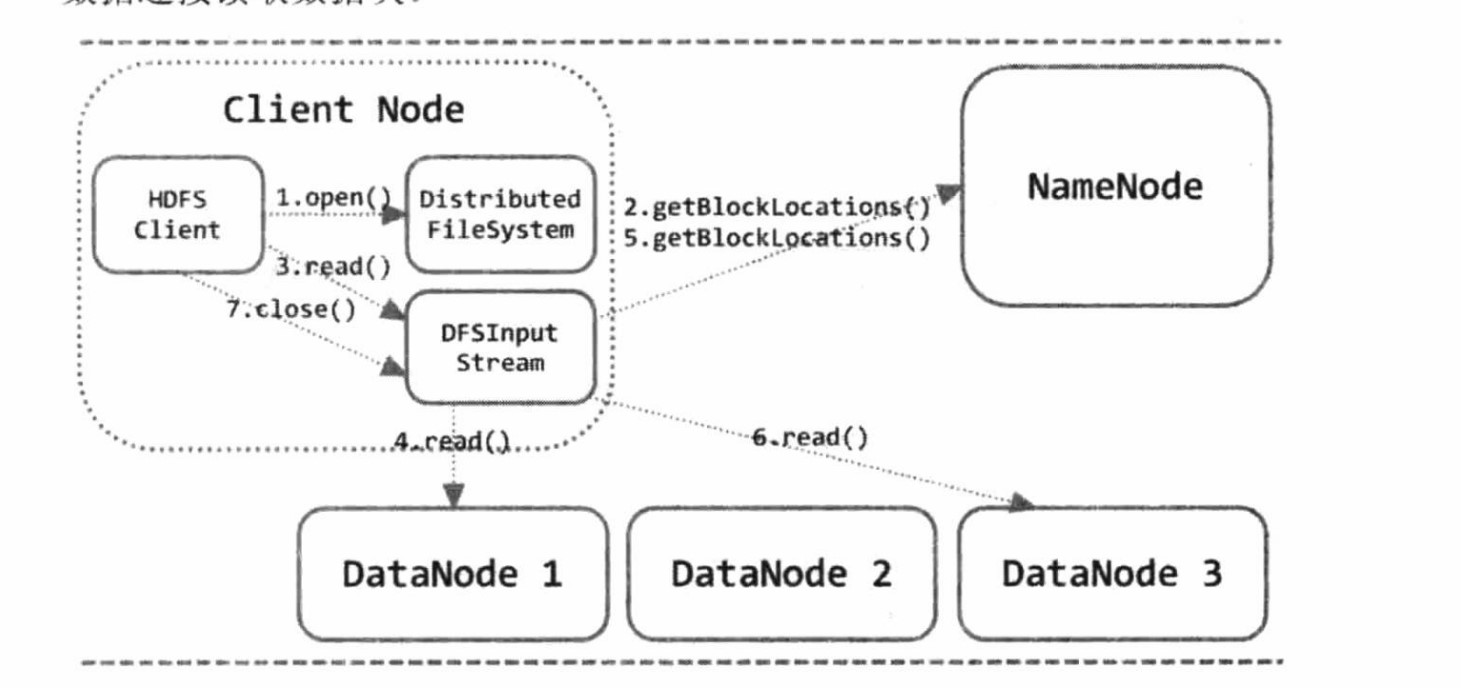 Client Node
HDFS
Client
1.open()
Distributed
FileSystem
2.getBlockLocations()
5.getBlockLocations()
NameNode
3.read()
7.close()
DFSInput
Stream
4.read()
6.read()
DataNode 1
DataNode 2
DataNode 3